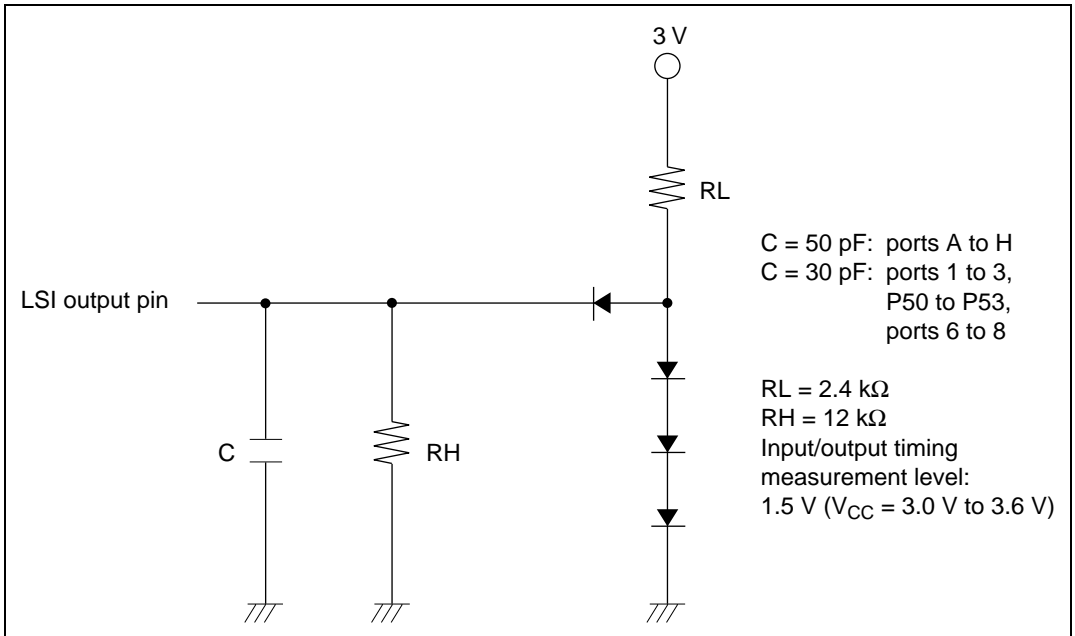 3 V
RL
C = 50 pF: ports A to H
C = 30 pF: ports 1 to 3,
P50 to P53,
ports 6 to 8
LSI output pin
RL = 2.4 kΩ
RH = 12 kΩ
Input/output timing
measurement level:
1.5 V (VCC = 3.0 V to 3.6 V)
C
RH